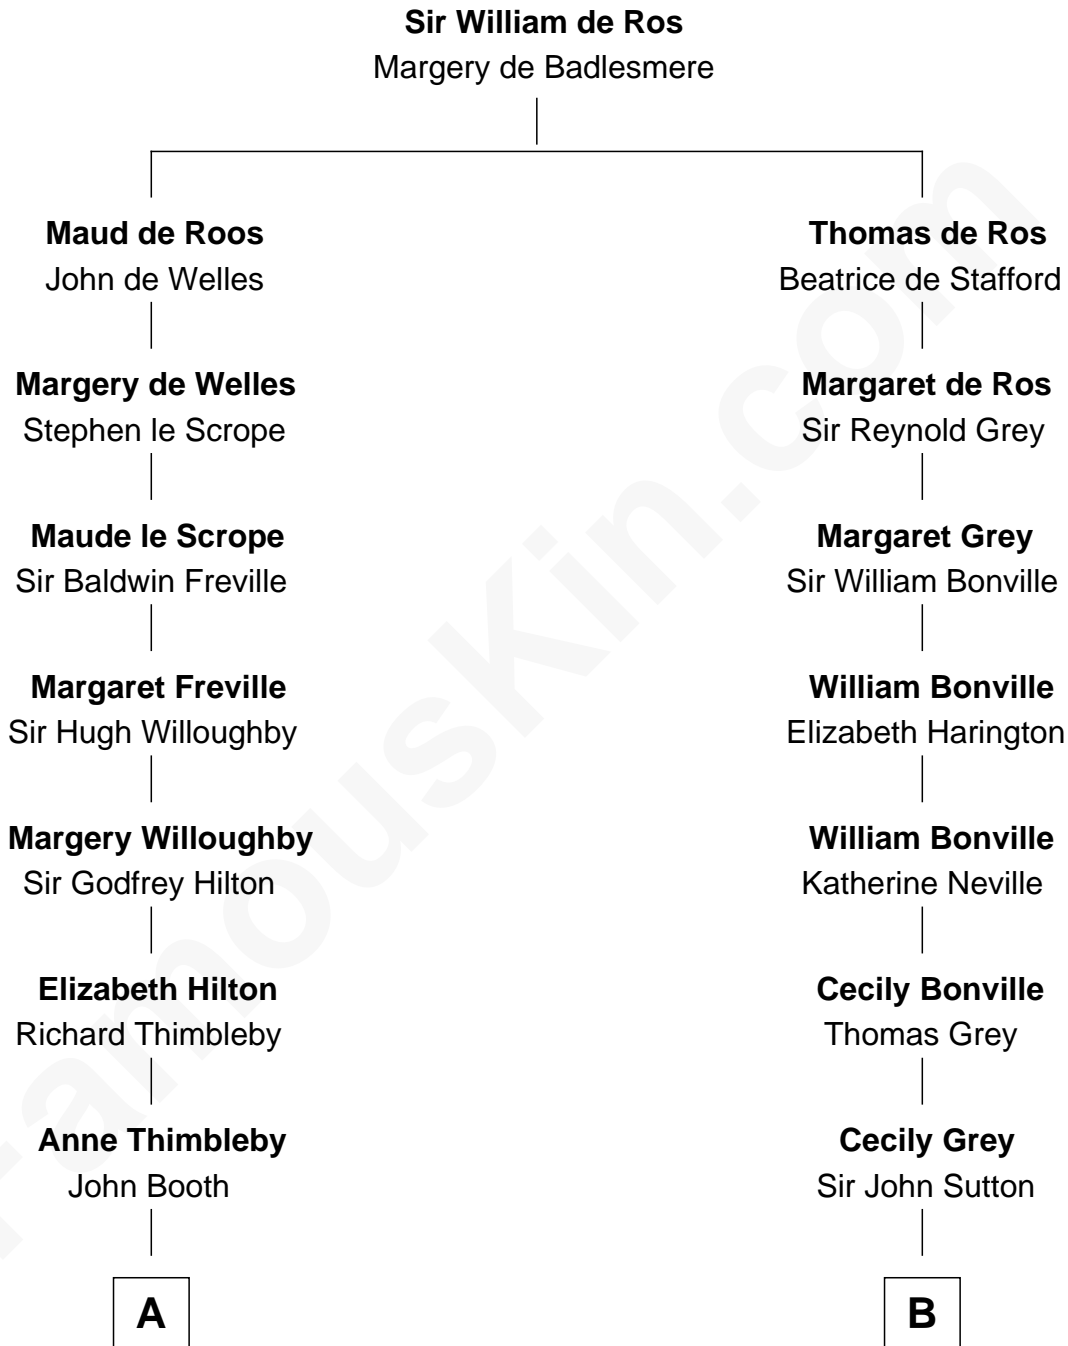 Sir William de Ros
Margery de Badlesmere
Maud de Roos
John de Welles
Thomas de Ros
Beatrice de Stafford
Margery de Welles
Stephen le Scrope
Margaret de Ros
Sir Reynold Grey
Maude le Scrope
Sir Baldwin Freville
Margaret Grey
Sir William Bonville
Margaret Freville
Sir Hugh Willoughby
William Bonville
Elizabeth Harington
Margery Willoughby
Sir Godfrey Hilton
William Bonville
Katherine Neville
Elizabeth Hilton
Richard Thimbleby
Cecily Bonville
Thomas Grey
Anne Thimbleby
John Booth
Cecily Grey
Sir John Sutton
A
B
FamousKin.com